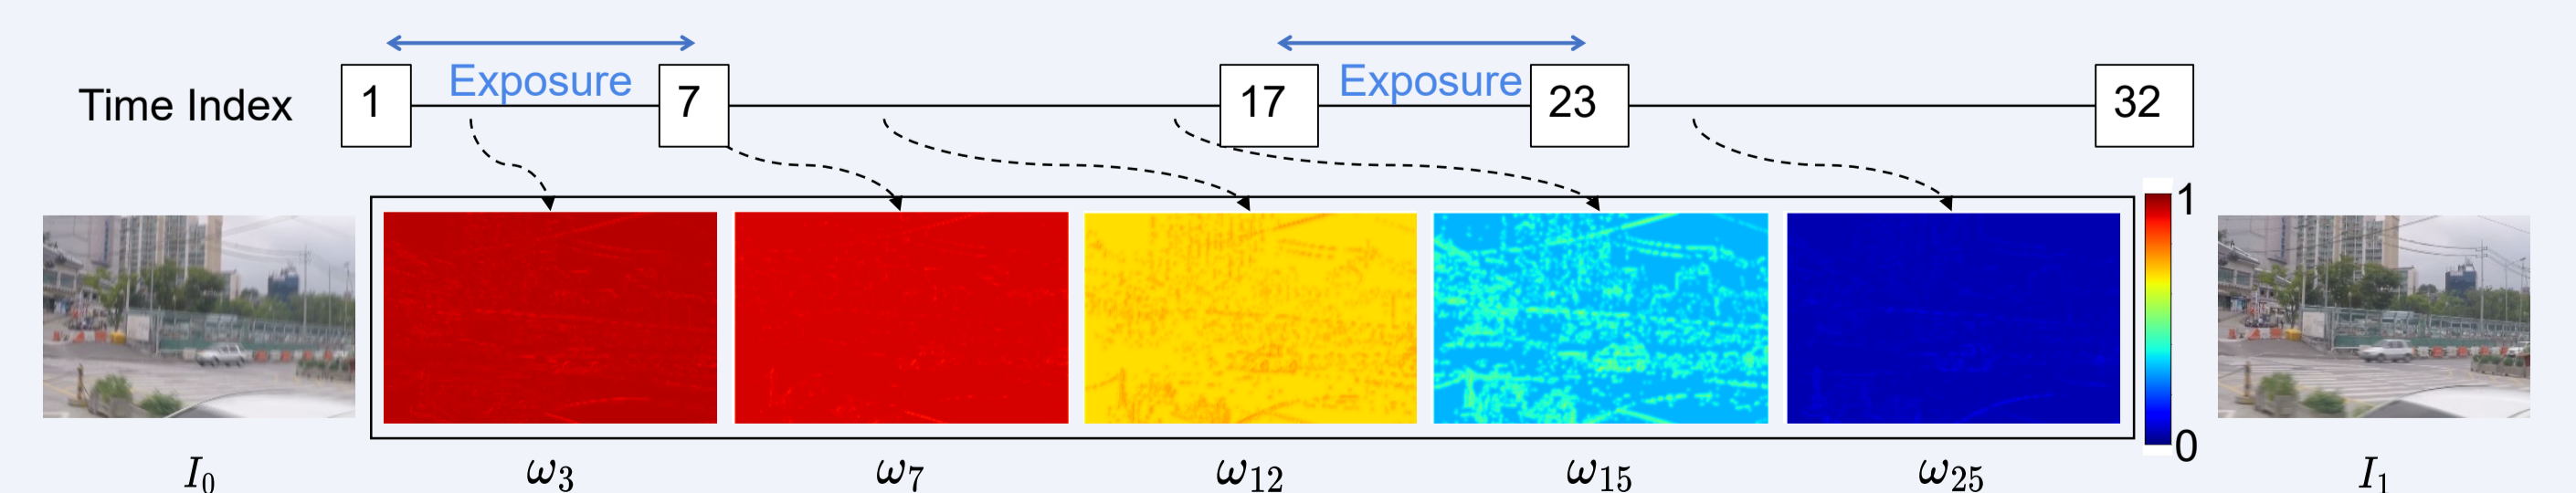 Exposure Exposure
Time Index 1 7 17 23 32
1
0
I₀ ω₃ ω₇ ω₁₂ ω₁₅ ω₂₅ I₁